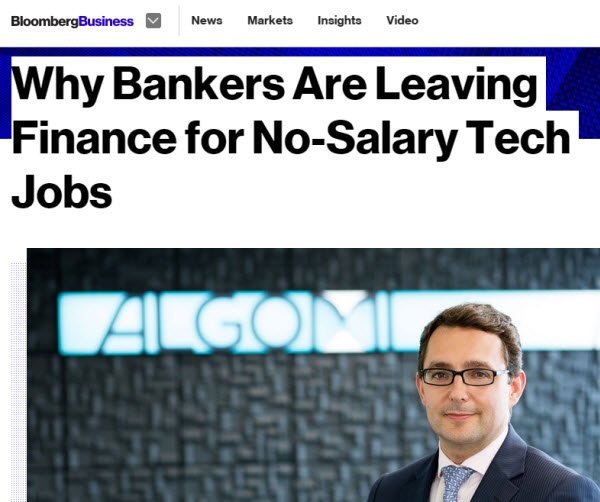 BloombergBusiness News Markets Insights Video
Why Bankers Are Leaving
Finance for No-Salary Tech
Jobs
ALGOMI